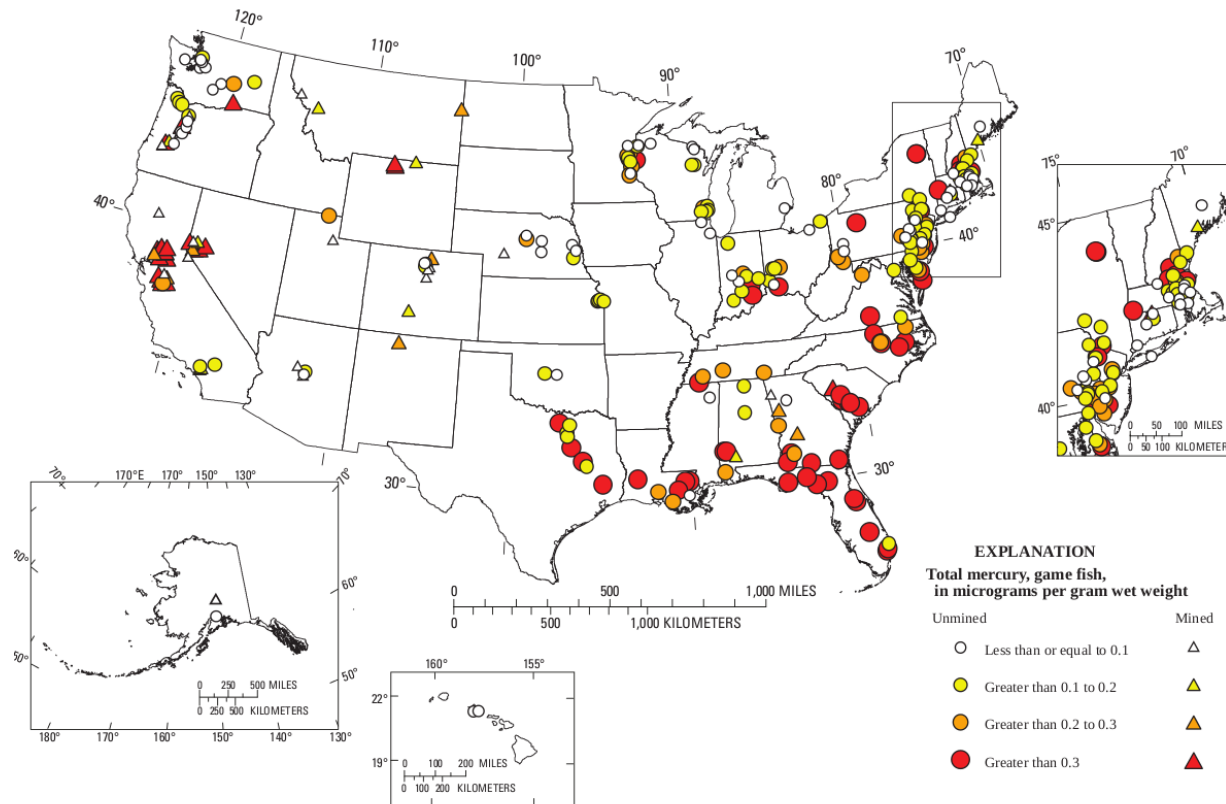 120°
110°
100°
90°
70°
80°
40°
40°
30°
30°
75°
70°
45°
40°
0 50 100 MILES
0 50 100 KILOMETERS
70°
170°E
170°
150°
130°
70°
60°
60°
50°
50°
0 250 500 MILES
0 250 500 KILOMETERS
180°
170°
160°
150°
140°
130°
0 500 1,000 MILES
0 500 1,000 KILOMETERS
160°
155°
22°
19°
0 100 200 MILES
0 100 200 KILOMETERS
EXPLANATION
Total mercury, game fish,
in micrograms per gram wet weight
Unmined Mined
Less than or equal to 0.1
Greater than 0.1 to 0.2
Greater than 0.2 to 0.3
Greater than 0.3